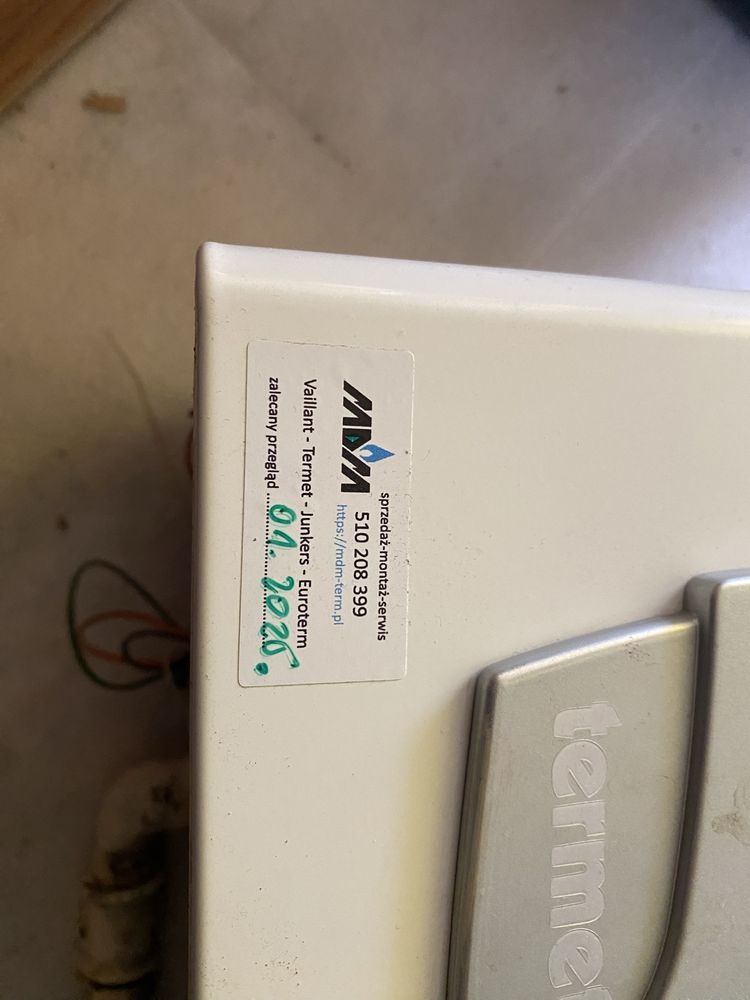 sprzedaż-montaż-serwis
MDM 510 208 399
https://mdm-term.pl
Vaillant - Termet - Junkers - Euroterm
zalecany przegląd ........ 01. 2026.
termet